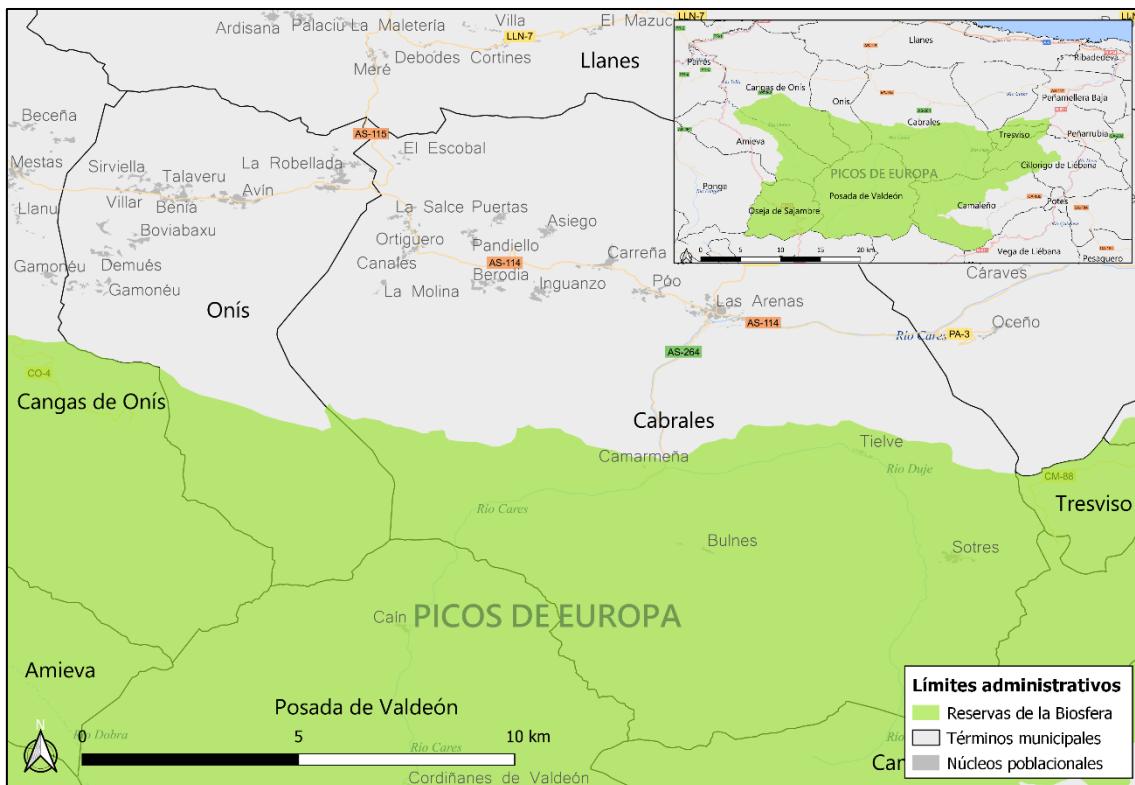 Ardisana
Palaciu
La Maletería
Villa
LLN-7
El Mazuc
Meré
Debodes
Cortines
Llanes
Beceña
AS-115
El Escobal
Mestas
Sirviella
Talaveru
La Robellada
Avín
Llanu
Villar
Benia
Boviabaxu
La Salce
Puertas
Asiego
Ortiguero
Pandiello
Carreña
Canales
AS-114
Berodia
Gamonéu
Demués
Gamonéu
La Molina
Inguanzo
Póo
Las Arenas
AS-114
Cáraves
Oceño
Río Cares
PA-3
Onís
AS-264
CO-4
Cangas de Onís
Cabrales
Camarmeña
Tielve
Río Duje
CM-88
Tresviso
Río Cares
Bulnes
Sotres
Caín
PICOS DE EUROPA
Amieva
Posada de Valdeón
Río Dobra
Río Cares
Cordiñanes de Valdeón
Can
N
0 5 10 km
LLN-7
Llanes
Ribadedeva
Parres
Cangas de Onís
Onís
Cabrales
Peñamellera Baja
Tresviso
Peñarrubia
Amieva
Cillorigo de Liébana
PICOS DE EUROPA
Ponga
Posada de Valdeón
Camaleño
Potes
Oseja de Sajambre
Vega de Liébana
Pesaguero
0 5 10 15 20 km
Límites administrativos
Reservas de la Biosfera
Términos municipales
Núcleos poblacionales